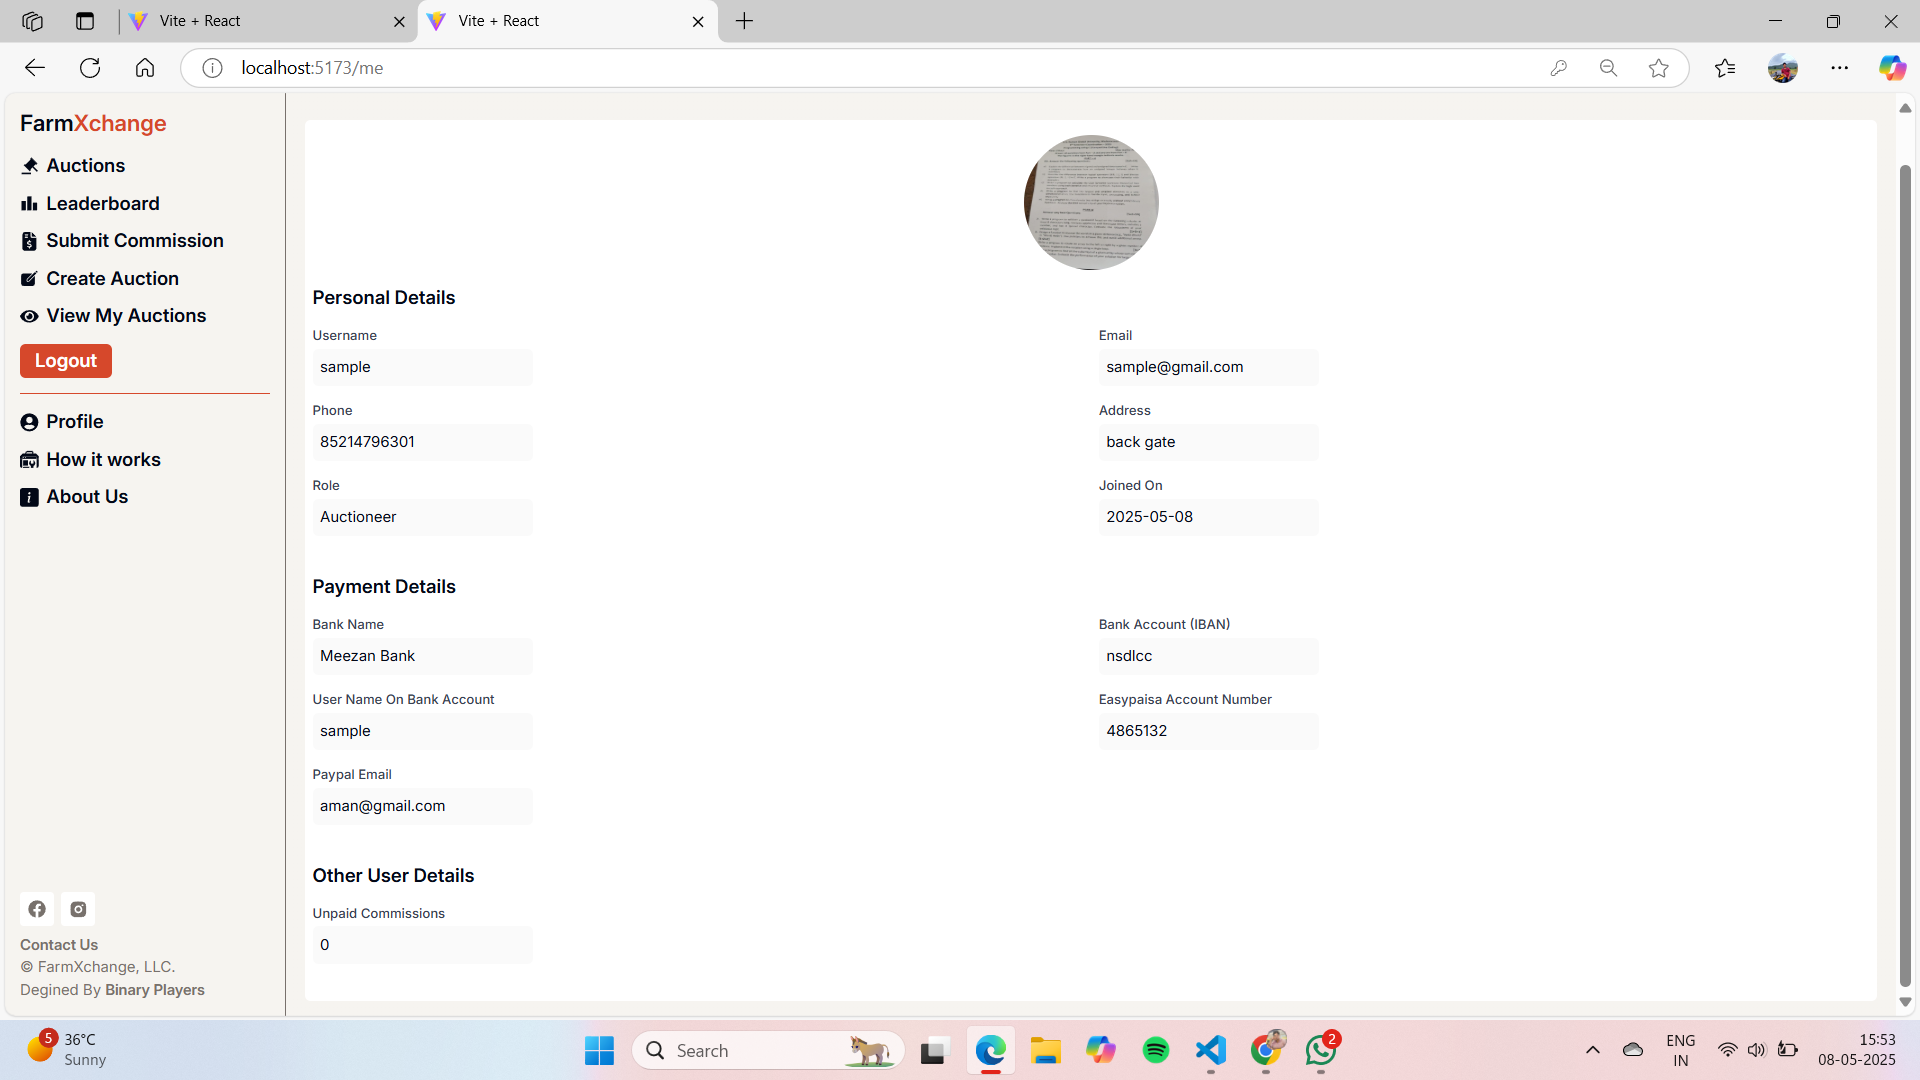 Vite + React
Vite + React
localhost:5173/me
FarmXchange
Auctions
Leaderboard
Submit Commission
Create Auction
View My Auctions
Logout
Profile
How it works
About Us
Contact Us
© FarmXchange, LLC.
Degined By Binary Players
Personal Details
Username
sample
Email
sample@gmail.com
Phone
85214796301
Address
back gate
Role
Auctioneer
Joined On
2025-05-08
Payment Details
Bank Name
Meezan Bank
Bank Account (IBAN)
nsdlcc
User Name On Bank Account
sample
Easypaisa Account Number
4865132
Paypal Email
aman@gmail.com
Other User Details
Unpaid Commissions
0
5
36°C
Sunny
Search
2
ENG
IN
15:53
08-05-2025